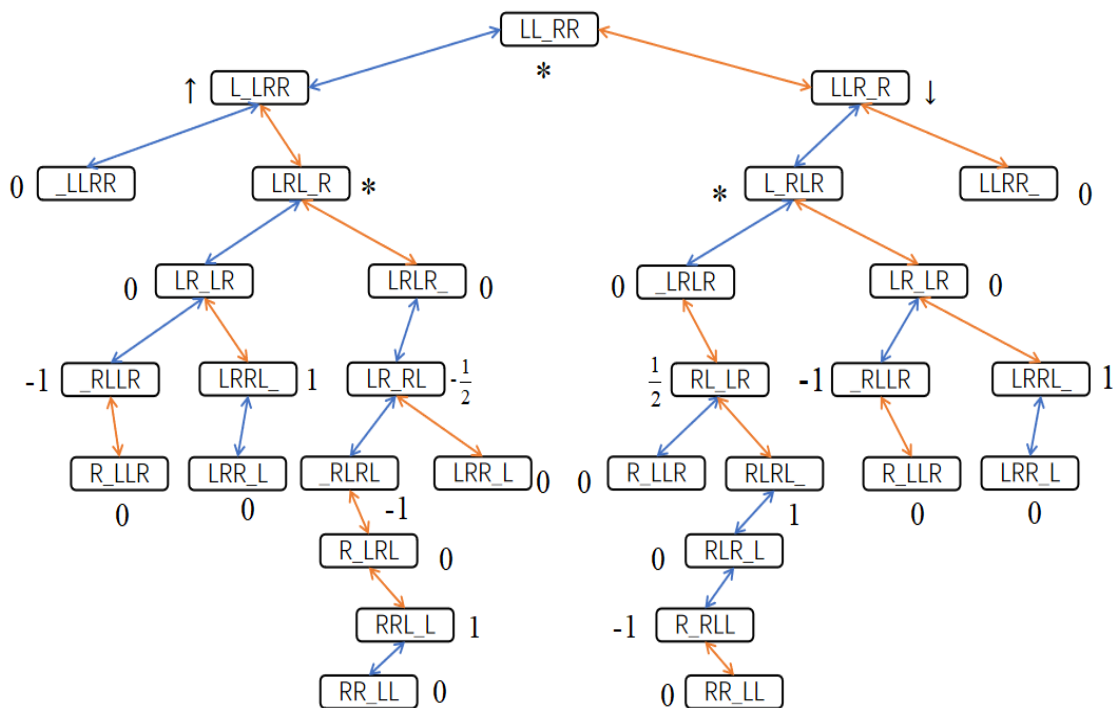 LL_RR
*
↑ L_LRR LLR_R ↓
0 _LLRR LRL_R * * L_RLR LLRR_ 0
0 LR_LR LRLR_ 0 0 _LRLR LR_LR 0
-1 _RLLR LRRL_ 1 LR_RL -1/2 1/2 RL_LR -1 _RLLR LRRL_ 1
R_LLR LRR_L _RLRL LRR_L 0 0 R_LLR RLRL_ R_LLR LRR_L
0 0 -1 1 0 0
R_LRL 0 0 RLR_L
RRL_L 1 -1 R_RLL
RR_LL 0 0 RR_LL